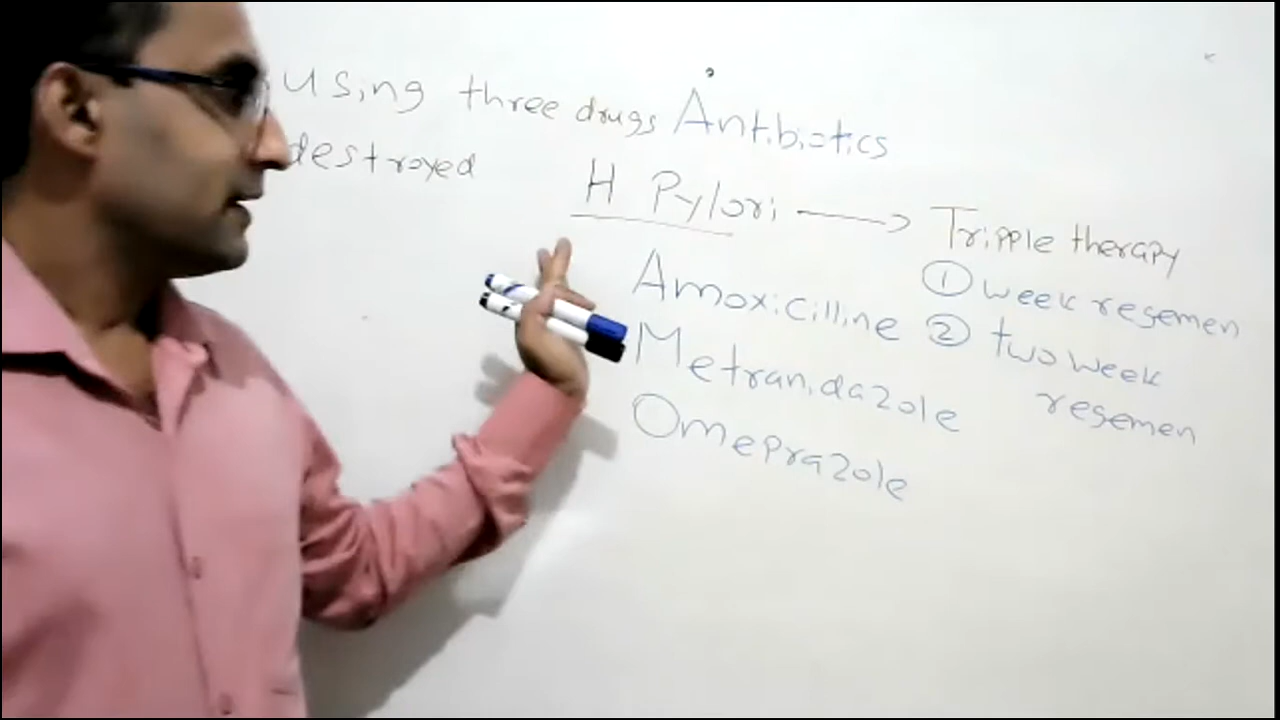 using three drugs Antibiotics
destroyed
H Pylori → Tripple therapy
Amoxicilline ① week resemen
Metranidazole ② two week
resemen
Omeprazole